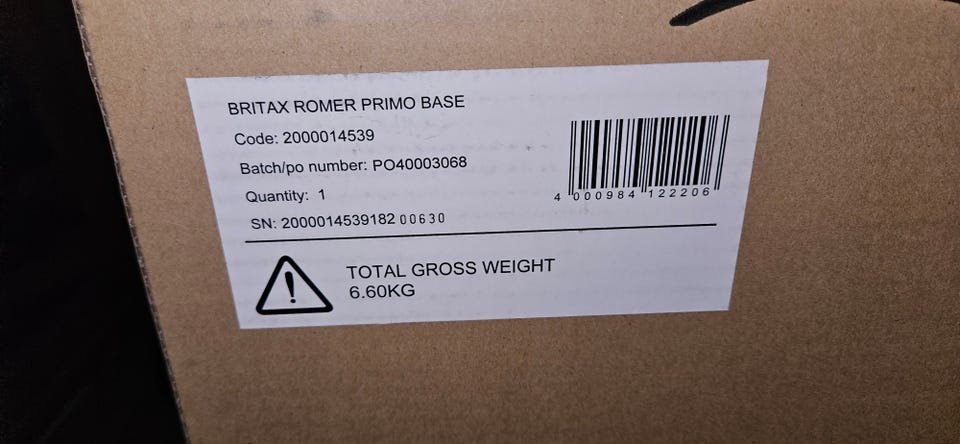 BRITAX ROMER PRIMO BASE
Code: 2000014539
Batch/po number: PO40003068
Quantity: 1
SN: 2000014539182 00630
4 000984 122206
TOTAL GROSS WEIGHT
6.60KG